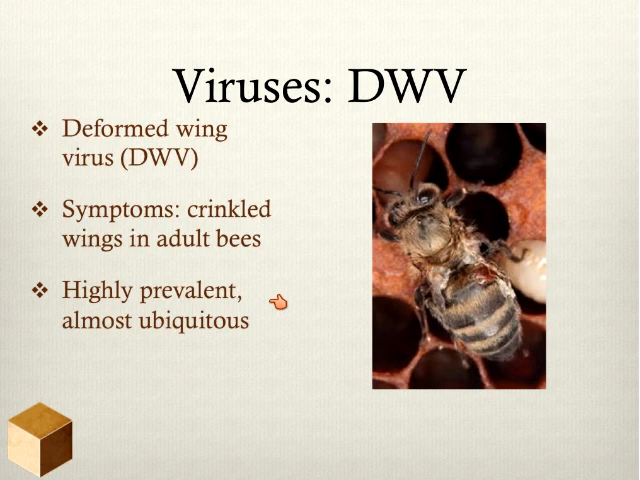 Viruses: DWV
Deformed wing
virus (DWV)
Symptoms: crinkled
wings in adult bees
Highly prevalent,
almost ubiquitous